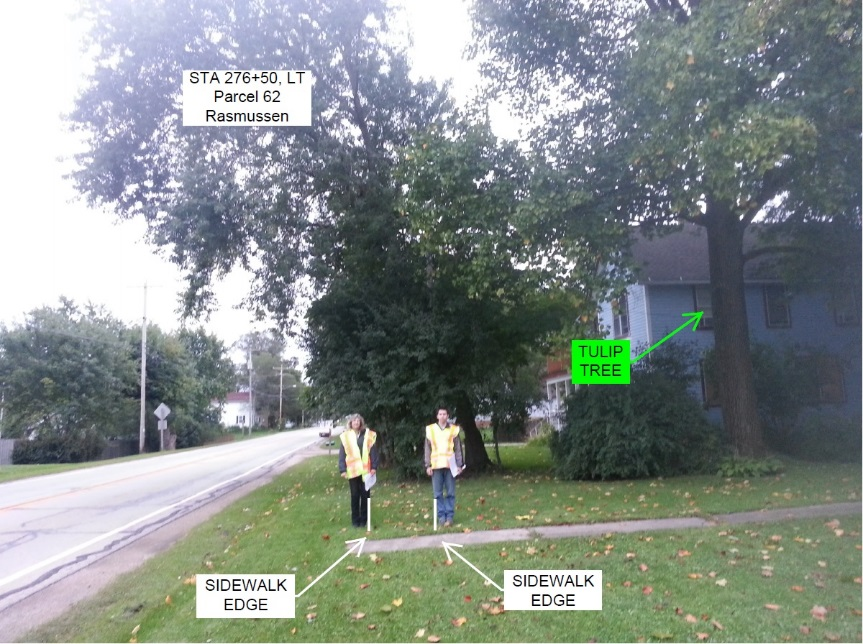 STA 276+50, LT
Parcel 62
Rasmussen
TULIP
TREE
SIDEWALK
EDGE
SIDEWALK
EDGE